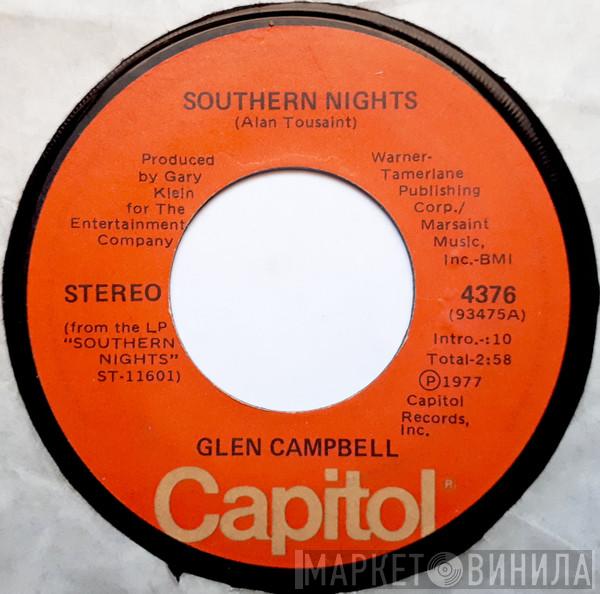 SOUTHERN NIGHTS
(Alan Tousaint)
Produced
by Gary
Klein
for The
Entertainment
Company
Warner-
Tamerlane
Publishing
Corp./
Marsaint
Music,
Inc.-BMI
STEREO
(from the LP
"SOUTHERN
NIGHTS"
ST-11601)
4376
(93475A)
Intro.-:10
Total-2:58
Ⓟ1977
Capitol
Records,
Inc.
GLEN CAMPBELL
Capitol®
МАРКЕТ ВИНИЛА